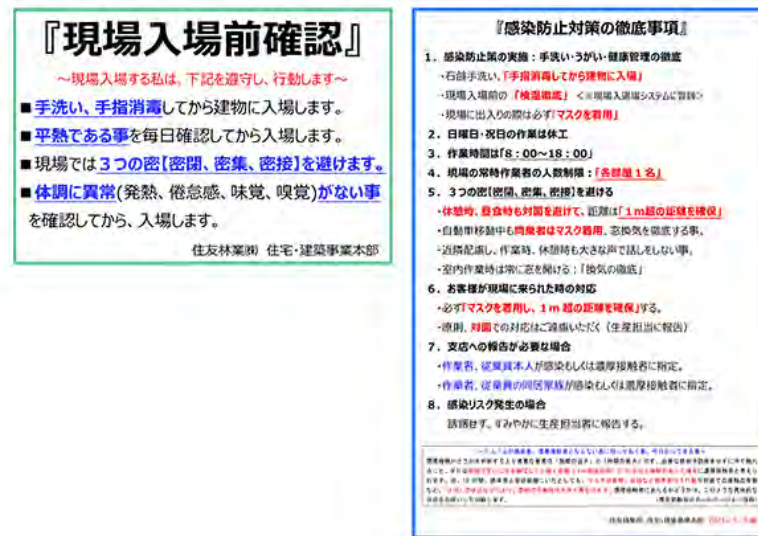 『現場入場前確認』
～現場入場する私は、下記を遵守し、行動します～
■手洗い、手指消毒してから建物に入場します。
■平熱である事を毎日確認してから入場します。
■現場では３つの密【密閉、密集、密接】を避けます。
■体調に異常(発熱、倦怠感、味覚、嗅覚)がない事
を確認してから、入場します。
住友林業㈱ 住宅・建築事業本部
『感染防止対策の徹底事項』
１．感染防止策の実施：手洗い・うがい・健康管理の徹底
・石鹸手洗い、「手指消毒してから建物に入場」
・現場入場前の「検温徹底」 ＜※現場入退場システムに登録＞
・現場に出入りの際は必ず「マスクを着用」
２．日曜日・祝日の作業は休工
３．作業時間は「8：00～18：00」
４．現場の常時作業者の人数制限：「各部屋１名」
５．３つの密【密閉、密集、密接】を避ける
・休憩時、昼食時も対面を避けて、距離は「１ｍ超の距離を確保」
・自動車移動中も同乗者はマスク着用、窓換気を徹底する事。
・近隣配慮し、作業時、休憩時も大きな声で話しをしない事。
・室内作業時は常に窓を開ける：「換気の徹底」
６．お客様が現場に来られた時の対応
・必ず「マスクを着用し、１ｍ超の距離を確保」する。
・原則、対面での対応はご遠慮いただく（生産担当に報告）
７．支店への報告が必要な場合
・作業者、従業員本人が感染もしくは濃厚接触者に指定。
・作業者、従業員の同居家族が感染もしくは濃厚接触者に指定。
８．感染リスク発生の場合
躊躇せず、すみやかに生産担当者に報告する。